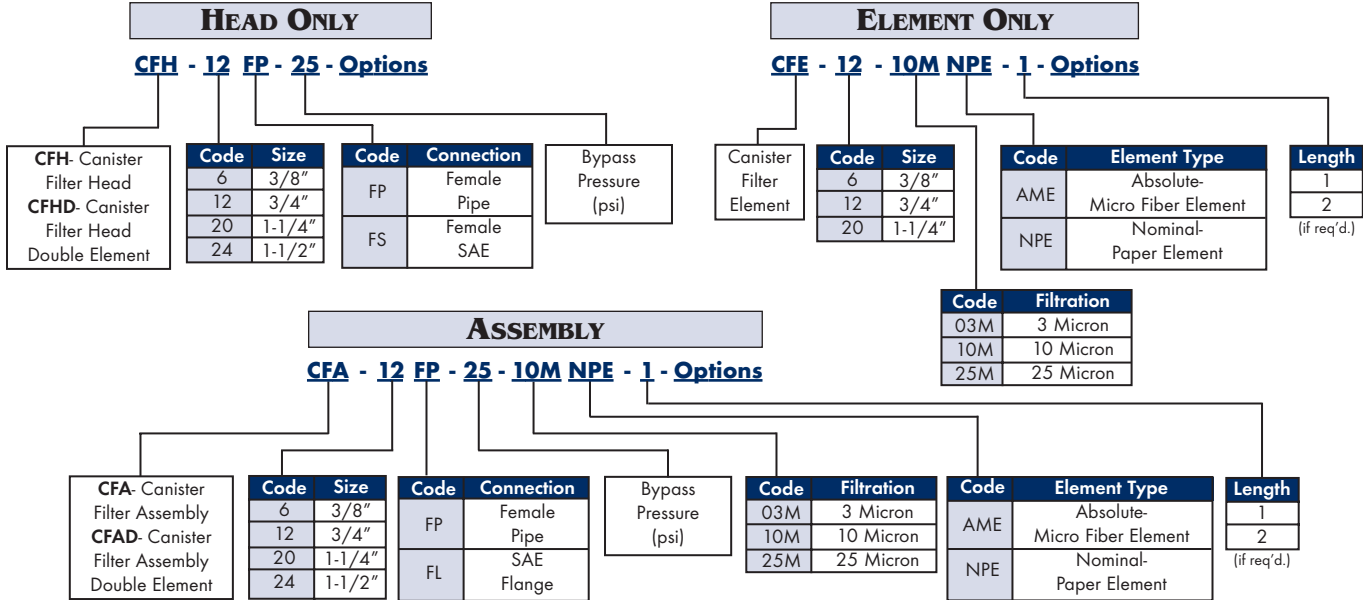 HEAD ONLY
CFH - 12 FP - 25 - Options
CFH- Canister
Filter Head
CFHD- Canister
Filter Head
Double Element
Code Size
6 3/8"
12 3/4"
20 1-1/4"
24 1-1/2"
Code Connection
FP Female
Pipe
FS Female
SAE
Bypass
Pressure
(psi)
ELEMENT ONLY
CFE - 12 - 10M NPE - 1 - Options
Canister
Filter
Element
Code Size
6 3/8"
12 3/4"
20 1-1/4"
Code Element Type
AME Absolute-
Micro Fiber Element
NPE Nominal-
Paper Element
Length
1
2
(if req'd.)
Code Filtration
03M 3 Micron
10M 10 Micron
25M 25 Micron
ASSEMBLY
CFA - 12 FP - 25 - 10M NPE - 1 - Options
CFA- Canister
Filter Assembly
CFAD- Canister
Filter Assembly
Double Element
Code Size
6 3/8"
12 3/4"
20 1-1/4"
24 1-1/2"
Code Connection
FP Female
Pipe
FL SAE
Flange
Bypass
Pressure
(psi)
Code Filtration
03M 3 Micron
10M 10 Micron
25M 25 Micron
Code Element Type
AME Absolute-
Micro Fiber Element
NPE Nominal-
Paper Element
Length
1
2
(if req'd.)